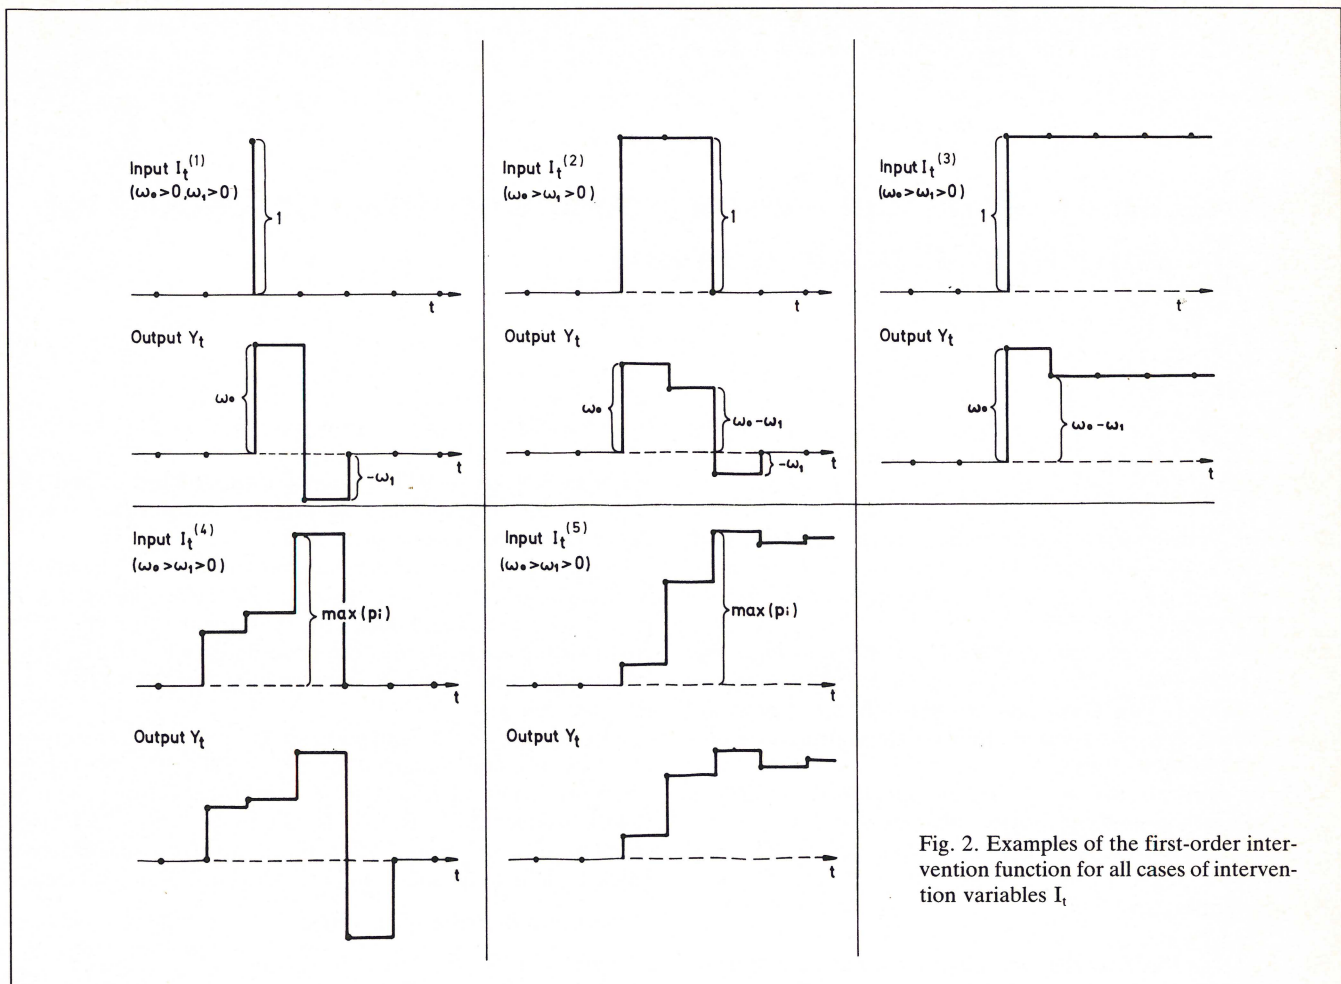 Input I_t^(1)
(ω₀>0,ω₁>0)
1
t
Output Y_t
ω₀
-ω₁
t
Input I_t^(2)
(ω₀>ω₁>0)
1
t
Output Y_t
ω₀
ω₀-ω₁
-ω₁
t
Input I_t^(3)
(ω₀>ω₁>0)
1
t
Output Y_t
ω₀
ω₀-ω₁
t
Input I_t^(4)
(ω₀>ω₁>0)
max(pi)
t
Output Y_t
t
Input I_t^(5)
(ω₀>ω₁>0)
max(pi)
t
Output Y_t
t
Fig. 2. Examples of the first-order inter-
vention function for all cases of interven-
tion variables I_t